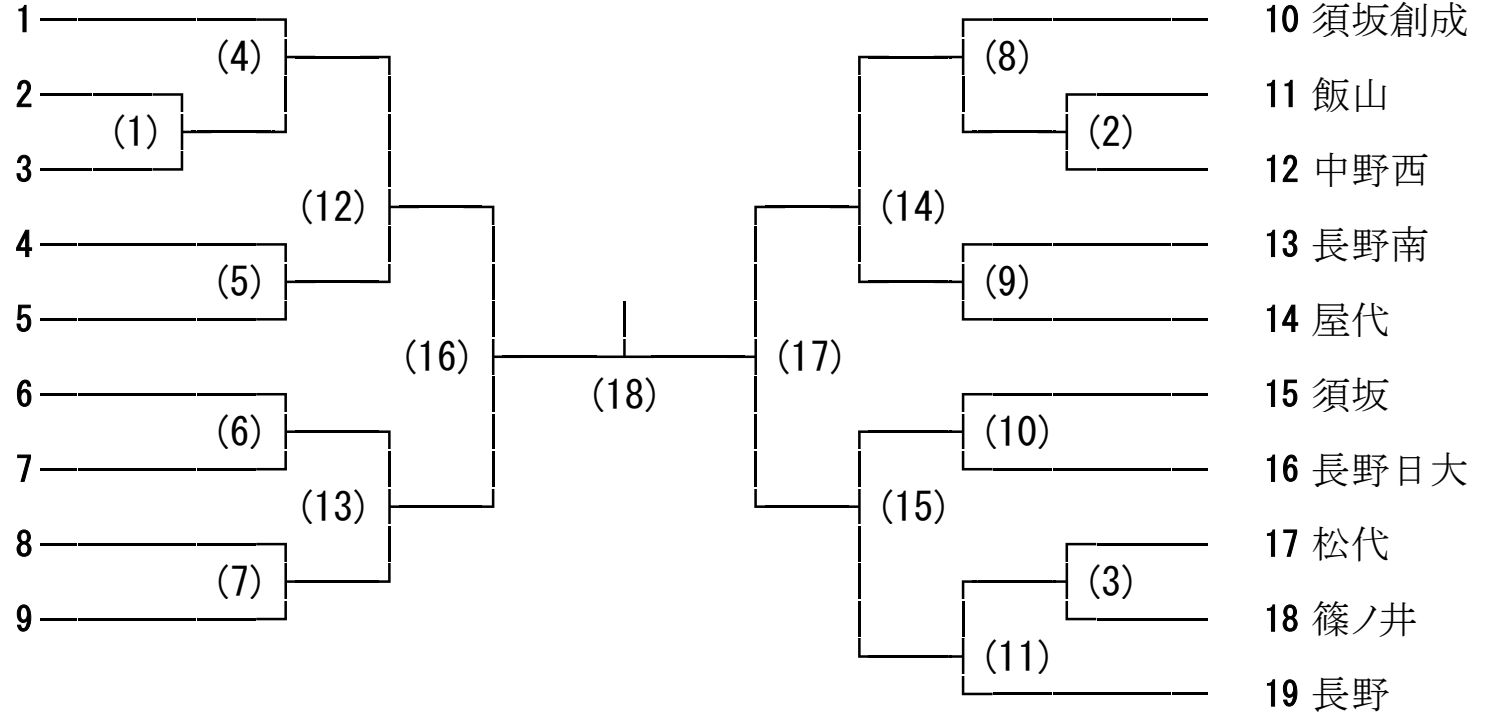 1
(4)
2
(1)
3
(12)
4
(5)
5
(16)
6
(6)
7
(13)
8
(7)
9
(18)
10 須坂創成
(8)
11 飯山
(2)
12 中野西
(14)
13 長野南
(9)
14 屋代
(17)
15 須坂
(10)
16 長野日大
(15)
17 松代
(3)
18 篠ノ井
(11)
19 長野